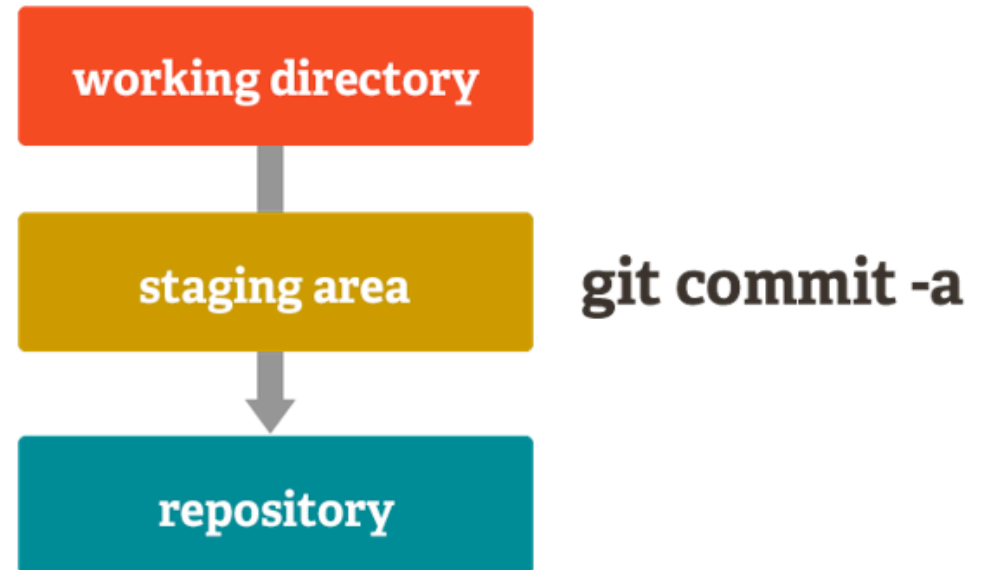 working directory
staging area
git commit -a
repository